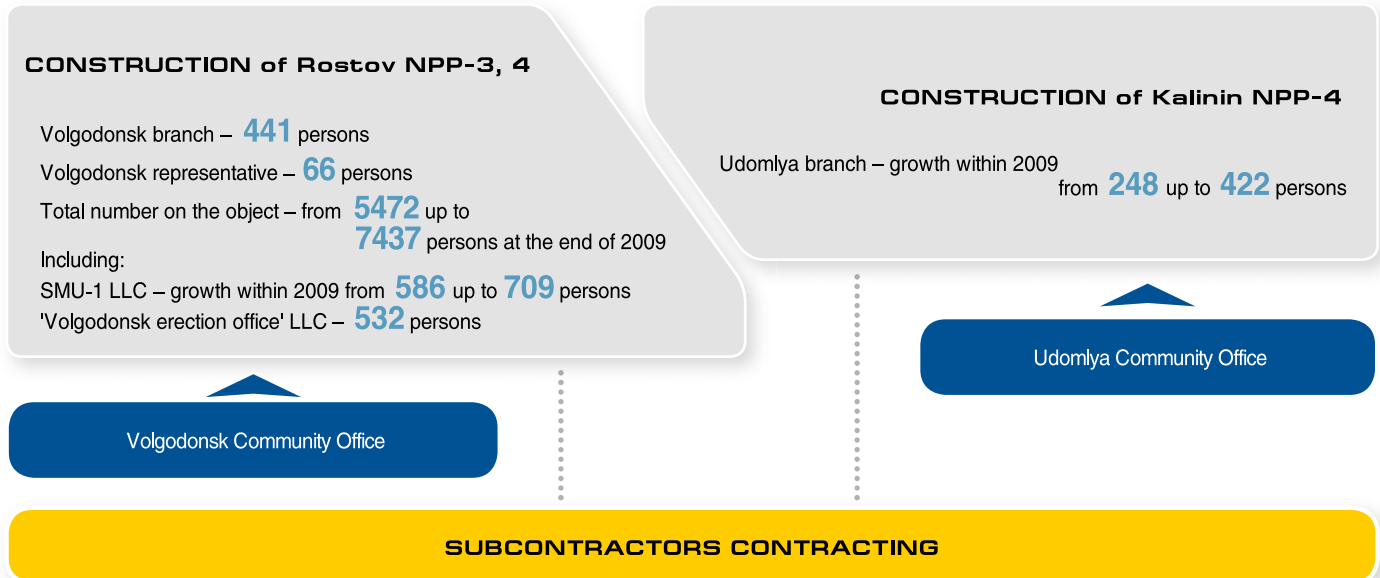 CONSTRUCTION of Rostov NPP-3, 4
Volgodonsk branch – 441 persons
Volgodonsk representative – 66 persons
Total number on the object – from 5472 up to
7437 persons at the end of 2009
Including:
SMU-1 LLC – growth within 2009 from 586 up to 709 persons
'Volgodonsk erection office' LLC – 532 persons
CONSTRUCTION of Kalinin NPP-4
Udomlya branch – growth within 2009
from 248 up to 422 persons
Udomlya Community Office
Volgodonsk Community Office
SUBCONTRACTORS CONTRACTING